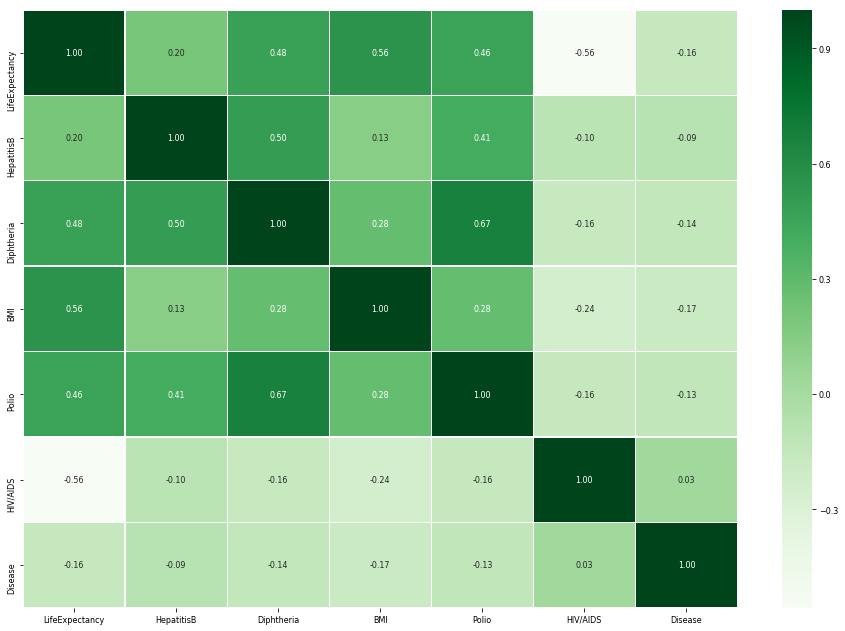 LifeExpectancy 1.00 0.20 0.48 0.56 0.46 -0.56 -0.16
HepatitisB 0.20 1.00 0.50 0.13 0.41 -0.10 -0.09
Diphtheria 0.48 0.50 1.00 0.28 0.67 -0.16 -0.14
BMI 0.56 0.13 0.28 1.00 0.28 -0.24 -0.17
Polio 0.46 0.41 0.67 0.28 1.00 -0.16 -0.13
HIV/AIDS -0.56 -0.10 -0.16 -0.24 -0.16 1.00 0.03
Disease -0.16 -0.09 -0.14 -0.17 -0.13 0.03 1.00
LifeExpectancy HepatitisB Diphtheria BMI Polio HIV/AIDS Disease
0.9
0.6
0.3
0.0
−0.3